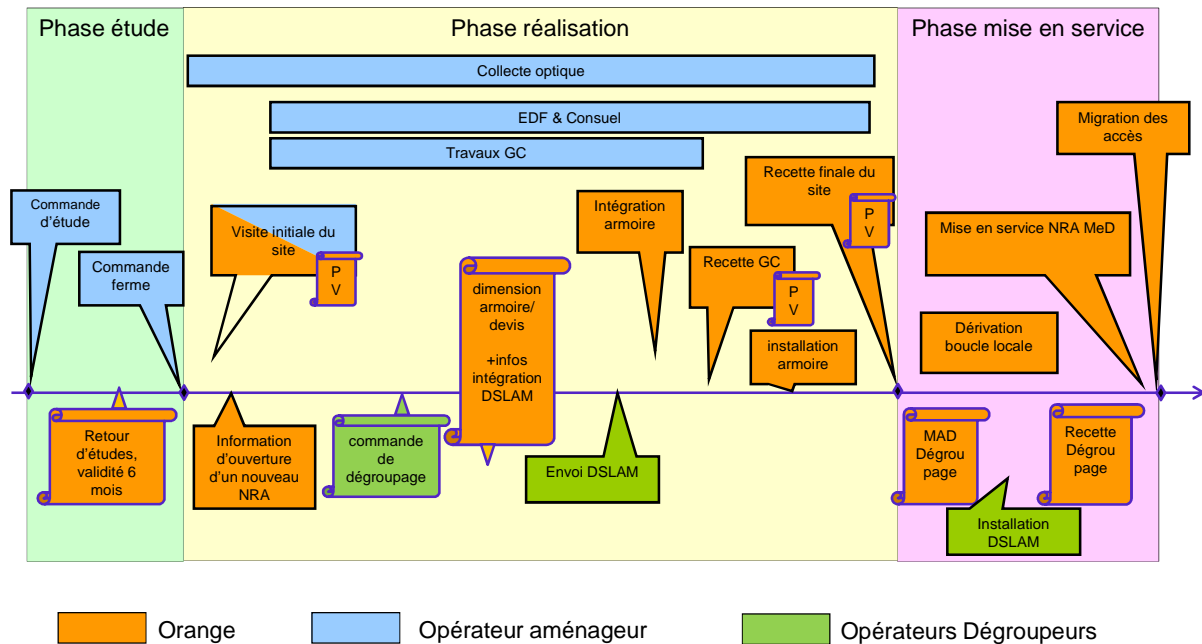 Phase étude
Phase réalisation
Phase mise en service
Collecte optique
EDF & Consuel
Travaux GC
Migration des
accès
Commande
d'étude
Commande
ferme
Visite initiale du
site
P
V
dimension
armoire/
devis
+infos
intégration
DSLAM
Intégration
armoire
Recette GC
P
V
installation
armoire
Recette finale du
site
P
V
Mise en service NRA MeD
Dérivation
boucle locale
Retour
d'études,
validité 6
mois
Information
d'ouverture
d'un nouveau
NRA
commande
de
dégroupage
Envoi DSLAM
MAD
Dégrou
page
Recette
Dégrou
page
Installation
DSLAM
Orange
Opérateur aménageur
Opérateurs Dégroupeurs